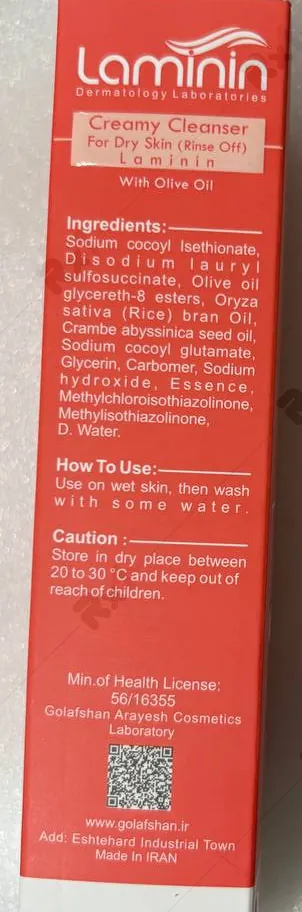 Laminin
Dermatology Laboratories
Creamy Cleanser
For Dry Skin (Rinse Off)
Laminin
With Olive Oil
Ingredients:
Sodium cocoyl Isethionate,
Disodium lauryl
sulfosuccinate, Olive oil
glycereth-8 esters, Oryza
sativa (Rice) bran Oil,
Crambe abyssinica seed oil,
Sodium cocoyl glutamate,
Glycerin, Carbomer, Sodium
hydroxide, Essence,
Methylchloroisothiazolinone,
Methylisothiazolinone,
D. Water.
How To Use:
Use on wet skin, then wash
with some water.
Caution :
Store in dry place between
20 to 30 °C and keep out of
reach of children.
Min.of Health License:
56/16355
Golafshan Arayesh Cosmetics
Laboratory
www.golafshan.ir
Add: Eshtehard Industrial Town
Made In IRAN